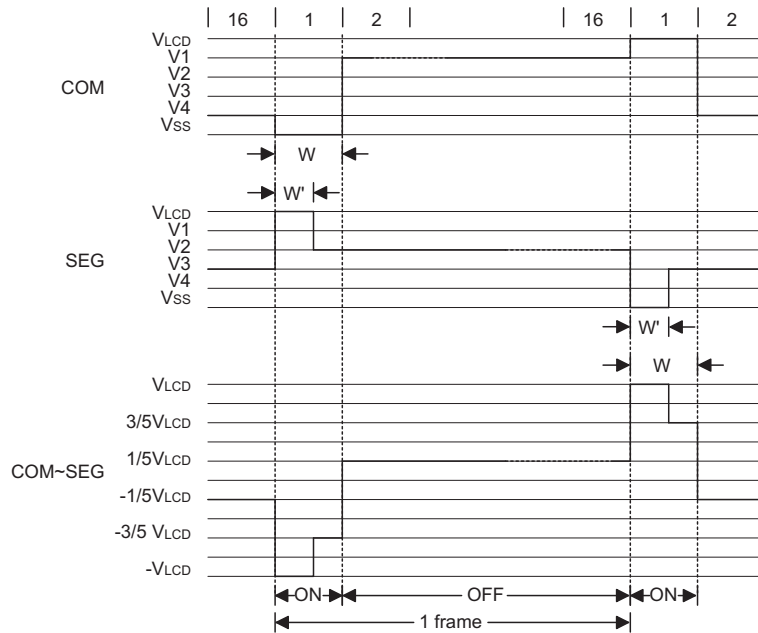 16 1 2 16 1 2
VLCD
V1
V2
COM V3
V4
VSS
W
W'
VLCD
V1
V2
SEG V3
V4
VSS
W'
W
VLCD
3/5VLCD
1/5VLCD
COM~SEG
-1/5VLCD
-3/5 VLCD
-VLCD
ON OFF ON
1 frame